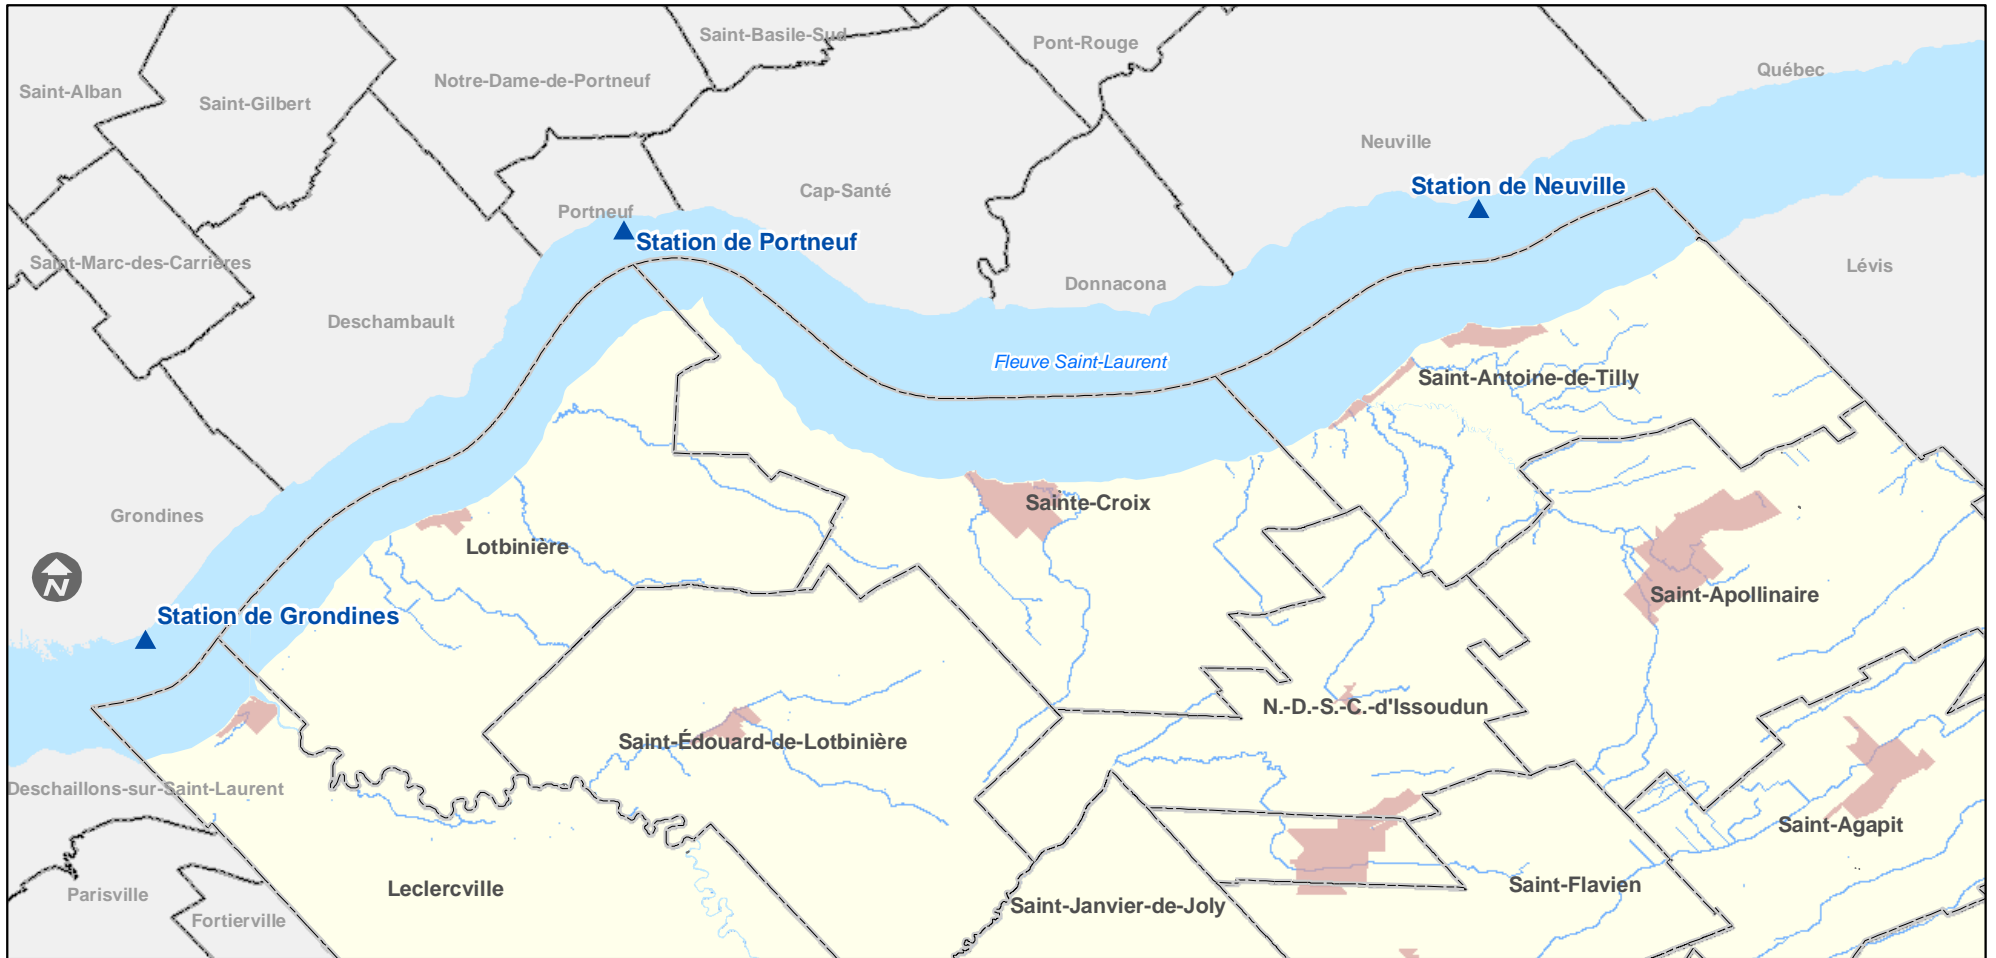 Saint-Basile-Sud
Pont-Rouge
Québec
Notre-Dame-de-Portneuf
Saint-Alban
Saint-Gilbert
Neuville
Station de Neuville
Cap-Santé
Portneuf
Station de Portneuf
Saint-Marc-des-Carrières
Lévis
Donnacona
Deschambault
Fleuve Saint-Laurent
Saint-Antoine-de-Tilly
Sainte-Croix
Grondines
Lotbinière
N
Saint-Apollinaire
Station de Grondines
N.-D.-S.-C.-d'Issoudun
Saint-Édouard-de-Lotbinière
Deschaillons-sur-Saint-Laurent
Saint-Agapit
Leclercville
Saint-Flavien
Parisville
Saint-Janvier-de-Joly
Fortierville